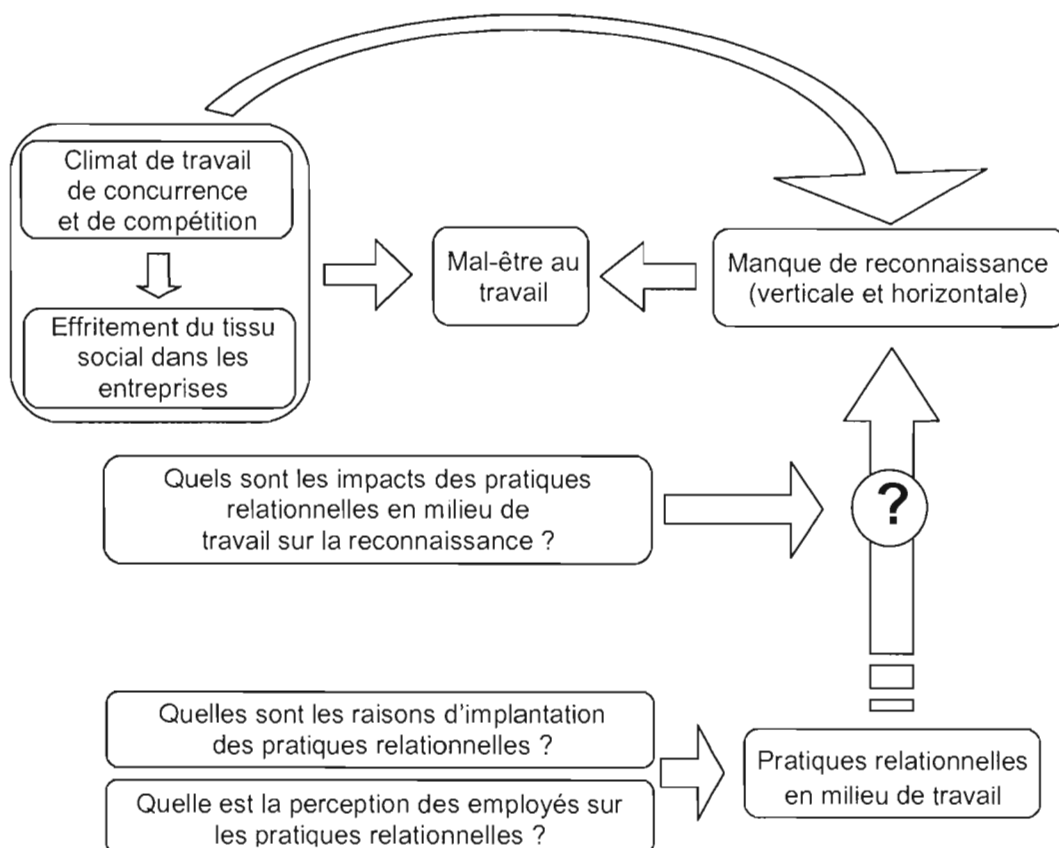 Climat de travail
de concurrence
et de compétition
Effritement du tissu
social dans les
entreprises
Mal-être au
travail
Manque de reconnaissance
(verticale et horizontale)
Quels sont les impacts des pratiques
relationnelles en milieu de
travail sur la reconnaissance ?
?
Quelles sont les raisons d'implantation
des pratiques relationnelles ?
Quelle est la perception des employés sur
les pratiques relationnelles ?
Pratiques relationnelles
en milieu de travail